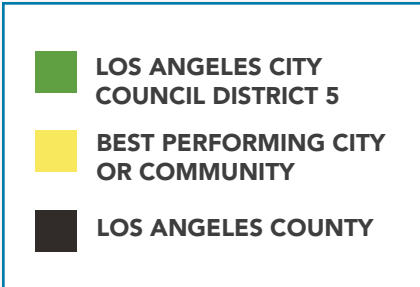 LOS ANGELES CITY
COUNCIL DISTRICT 5
BEST PERFORMING CITY
OR COMMUNITY
LOS ANGELES COUNTY